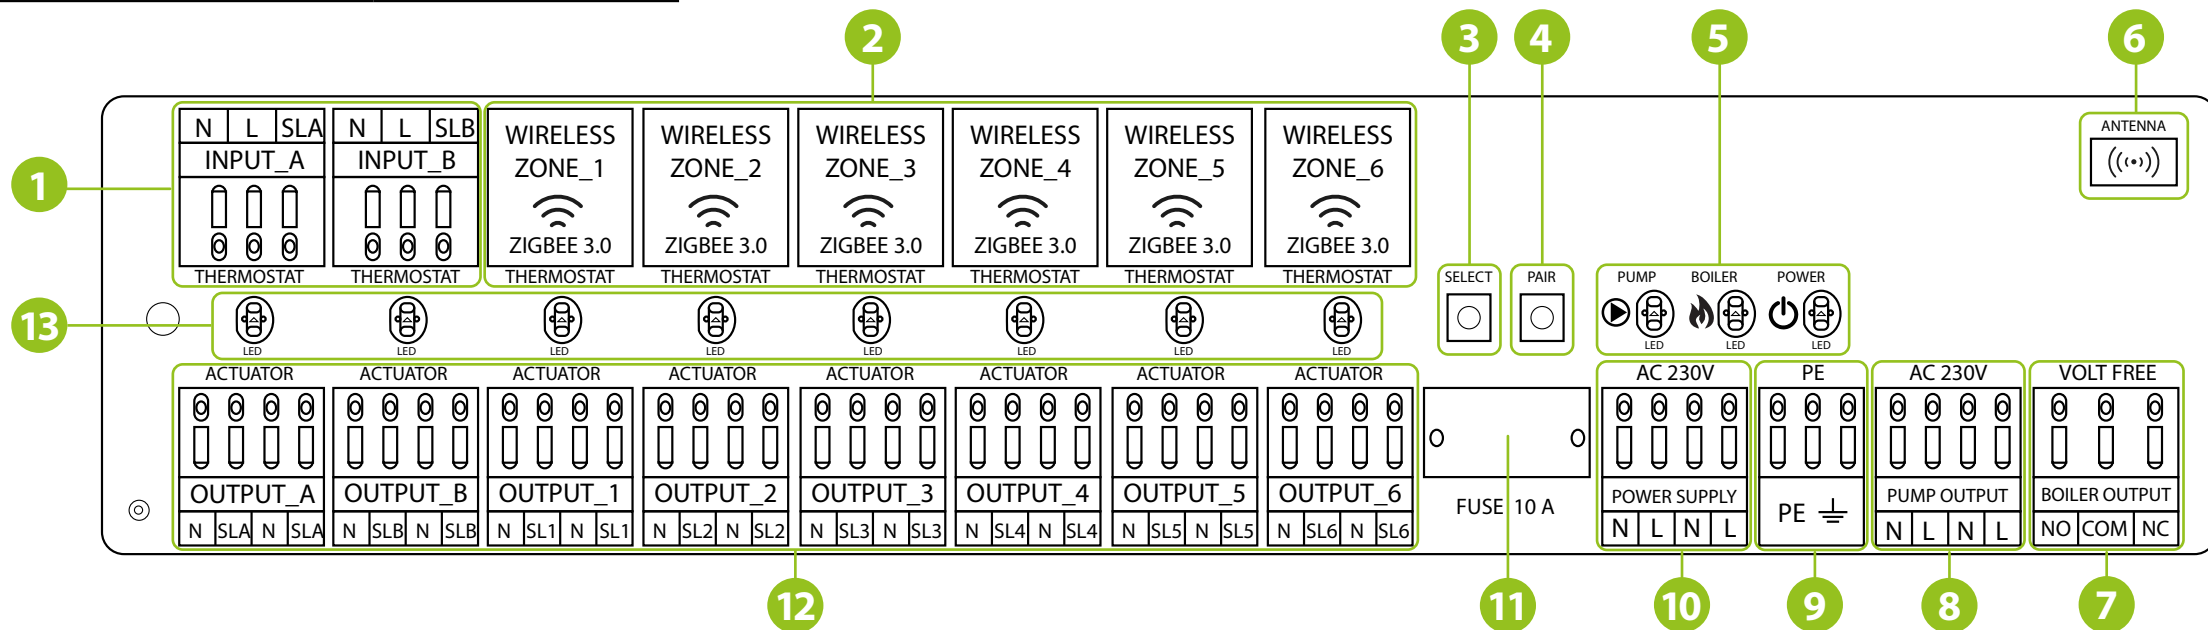 2 3 4 5 6
N L SLA N L SLB
INPUT_A INPUT_B
THERMOSTAT THERMOSTAT
1
WIRELESS WIRELESS WIRELESS WIRELESS WIRELESS WIRELESS
ZONE_1 ZONE_2 ZONE_3 ZONE_4 ZONE_5 ZONE_6
ZIGBEE 3.0 ZIGBEE 3.0 ZIGBEE 3.0 ZIGBEE 3.0 ZIGBEE 3.0 ZIGBEE 3.0
THERMOSTAT THERMOSTAT THERMOSTAT THERMOSTAT THERMOSTAT THERMOSTAT
ANTENNA
SELECT PAIR PUMP BOILER POWER
LED LED LED
13
LED LED LED LED LED LED LED LED
ACTUATOR ACTUATOR ACTUATOR ACTUATOR ACTUATOR ACTUATOR ACTUATOR ACTUATOR
OUTPUT_A OUTPUT_B OUTPUT_1 OUTPUT_2 OUTPUT_3 OUTPUT_4 OUTPUT_5 OUTPUT_6
N SLA N SLA N SLB N SLB N SL1 N SL1 N SL2 N SL2 N SL3 N SL3 N SL4 N SL4 N SL5 N SL5 N SL6 N SL6
FUSE 10 A
AC 230V PE AC 230V VOLT FREE
POWER SUPPLY PE PUMP OUTPUT BOILER OUTPUT
N L N L N L N L NO COM NC
12 11 10 9 8 7